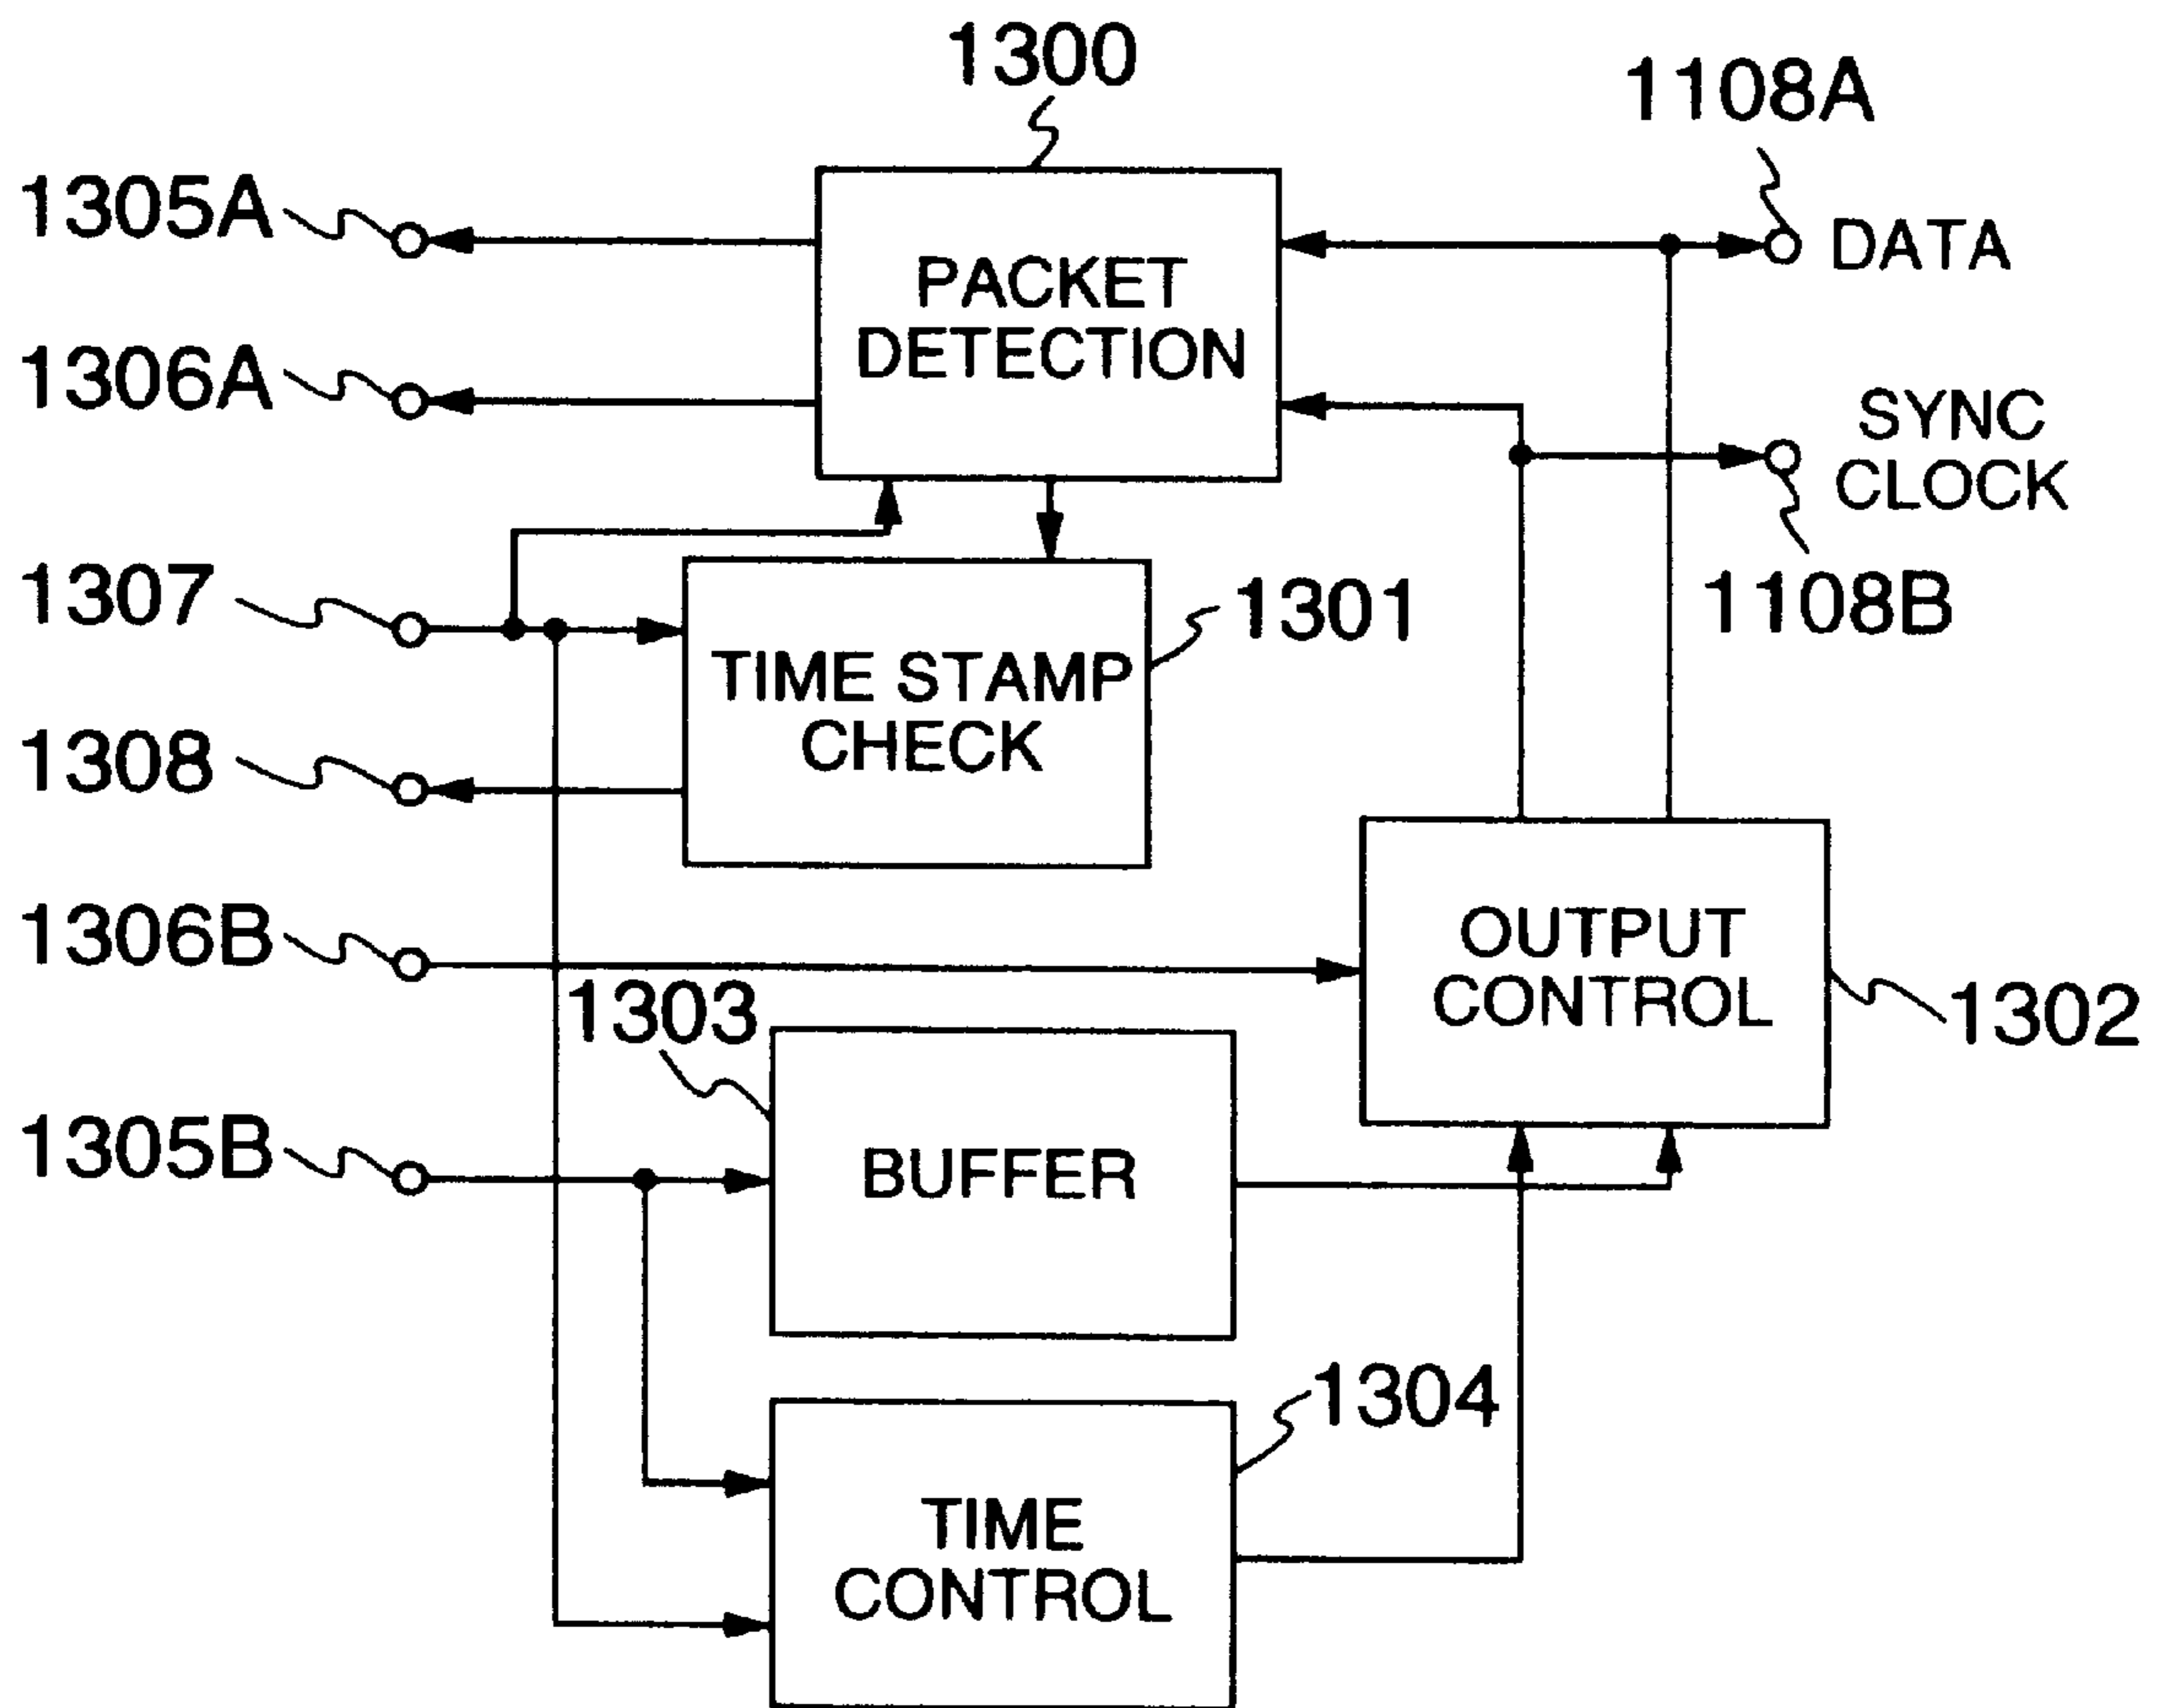 1300
1108A
1305A
DATA
PACKET
DETECTION
1306A
SYNC
CLOCK
1307
1301
1108B
TIME STAMP
CHECK
1308
1306B
OUTPUT
CONTROL
1303
1302
1305B
BUFFER
1304
TIME
CONTROL